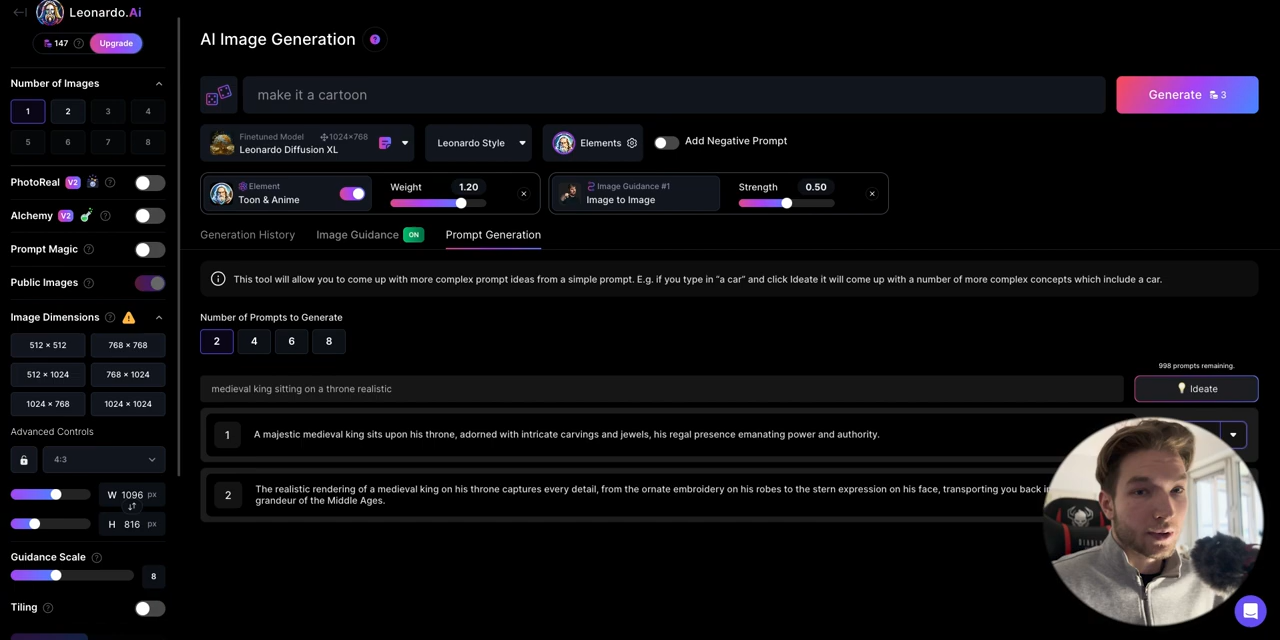 Leonardo.Ai
147
Upgrade
Number of Images
1
2
3
4
5
6
7
8
PhotoReal V2
Alchemy V2
Prompt Magic
Public Images
Image Dimensions
512 × 512
768 × 768
512 × 1024
768 × 1024
1024 × 768
1024 × 1024
Advanced Controls
4:3
W 1096 px
H 816 px
Guidance Scale
8
Tiling
AI Image Generation
make it a cartoon
Generate 3
Finetuned Model 1024×768
Leonardo Diffusion XL
Leonardo Style
Elements
Add Negative Prompt
Element
Toon & Anime
Weight 1.20
Image Guidance #1
Image to Image
Strength 0.50
Generation History
Image Guidance ON
Prompt Generation
This tool will allow you to come up with more complex prompt ideas from a simple prompt. E.g. if you type in "a car" and click Ideate it will come up with a number of more complex concepts which include a car.
Number of Prompts to Generate
2
4
6
8
998 prompts remaining.
medieval king sitting on a throne realistic
Ideate
1
A majestic medieval king sits upon his throne, adorned with intricate carvings and jewels, his regal presence emanating power and authority.
2
The realistic rendering of a medieval king on his throne captures every detail, from the ornate embroidery on his robes to the stern expression on his face, transporting you back
grandeur of the Middle Ages.